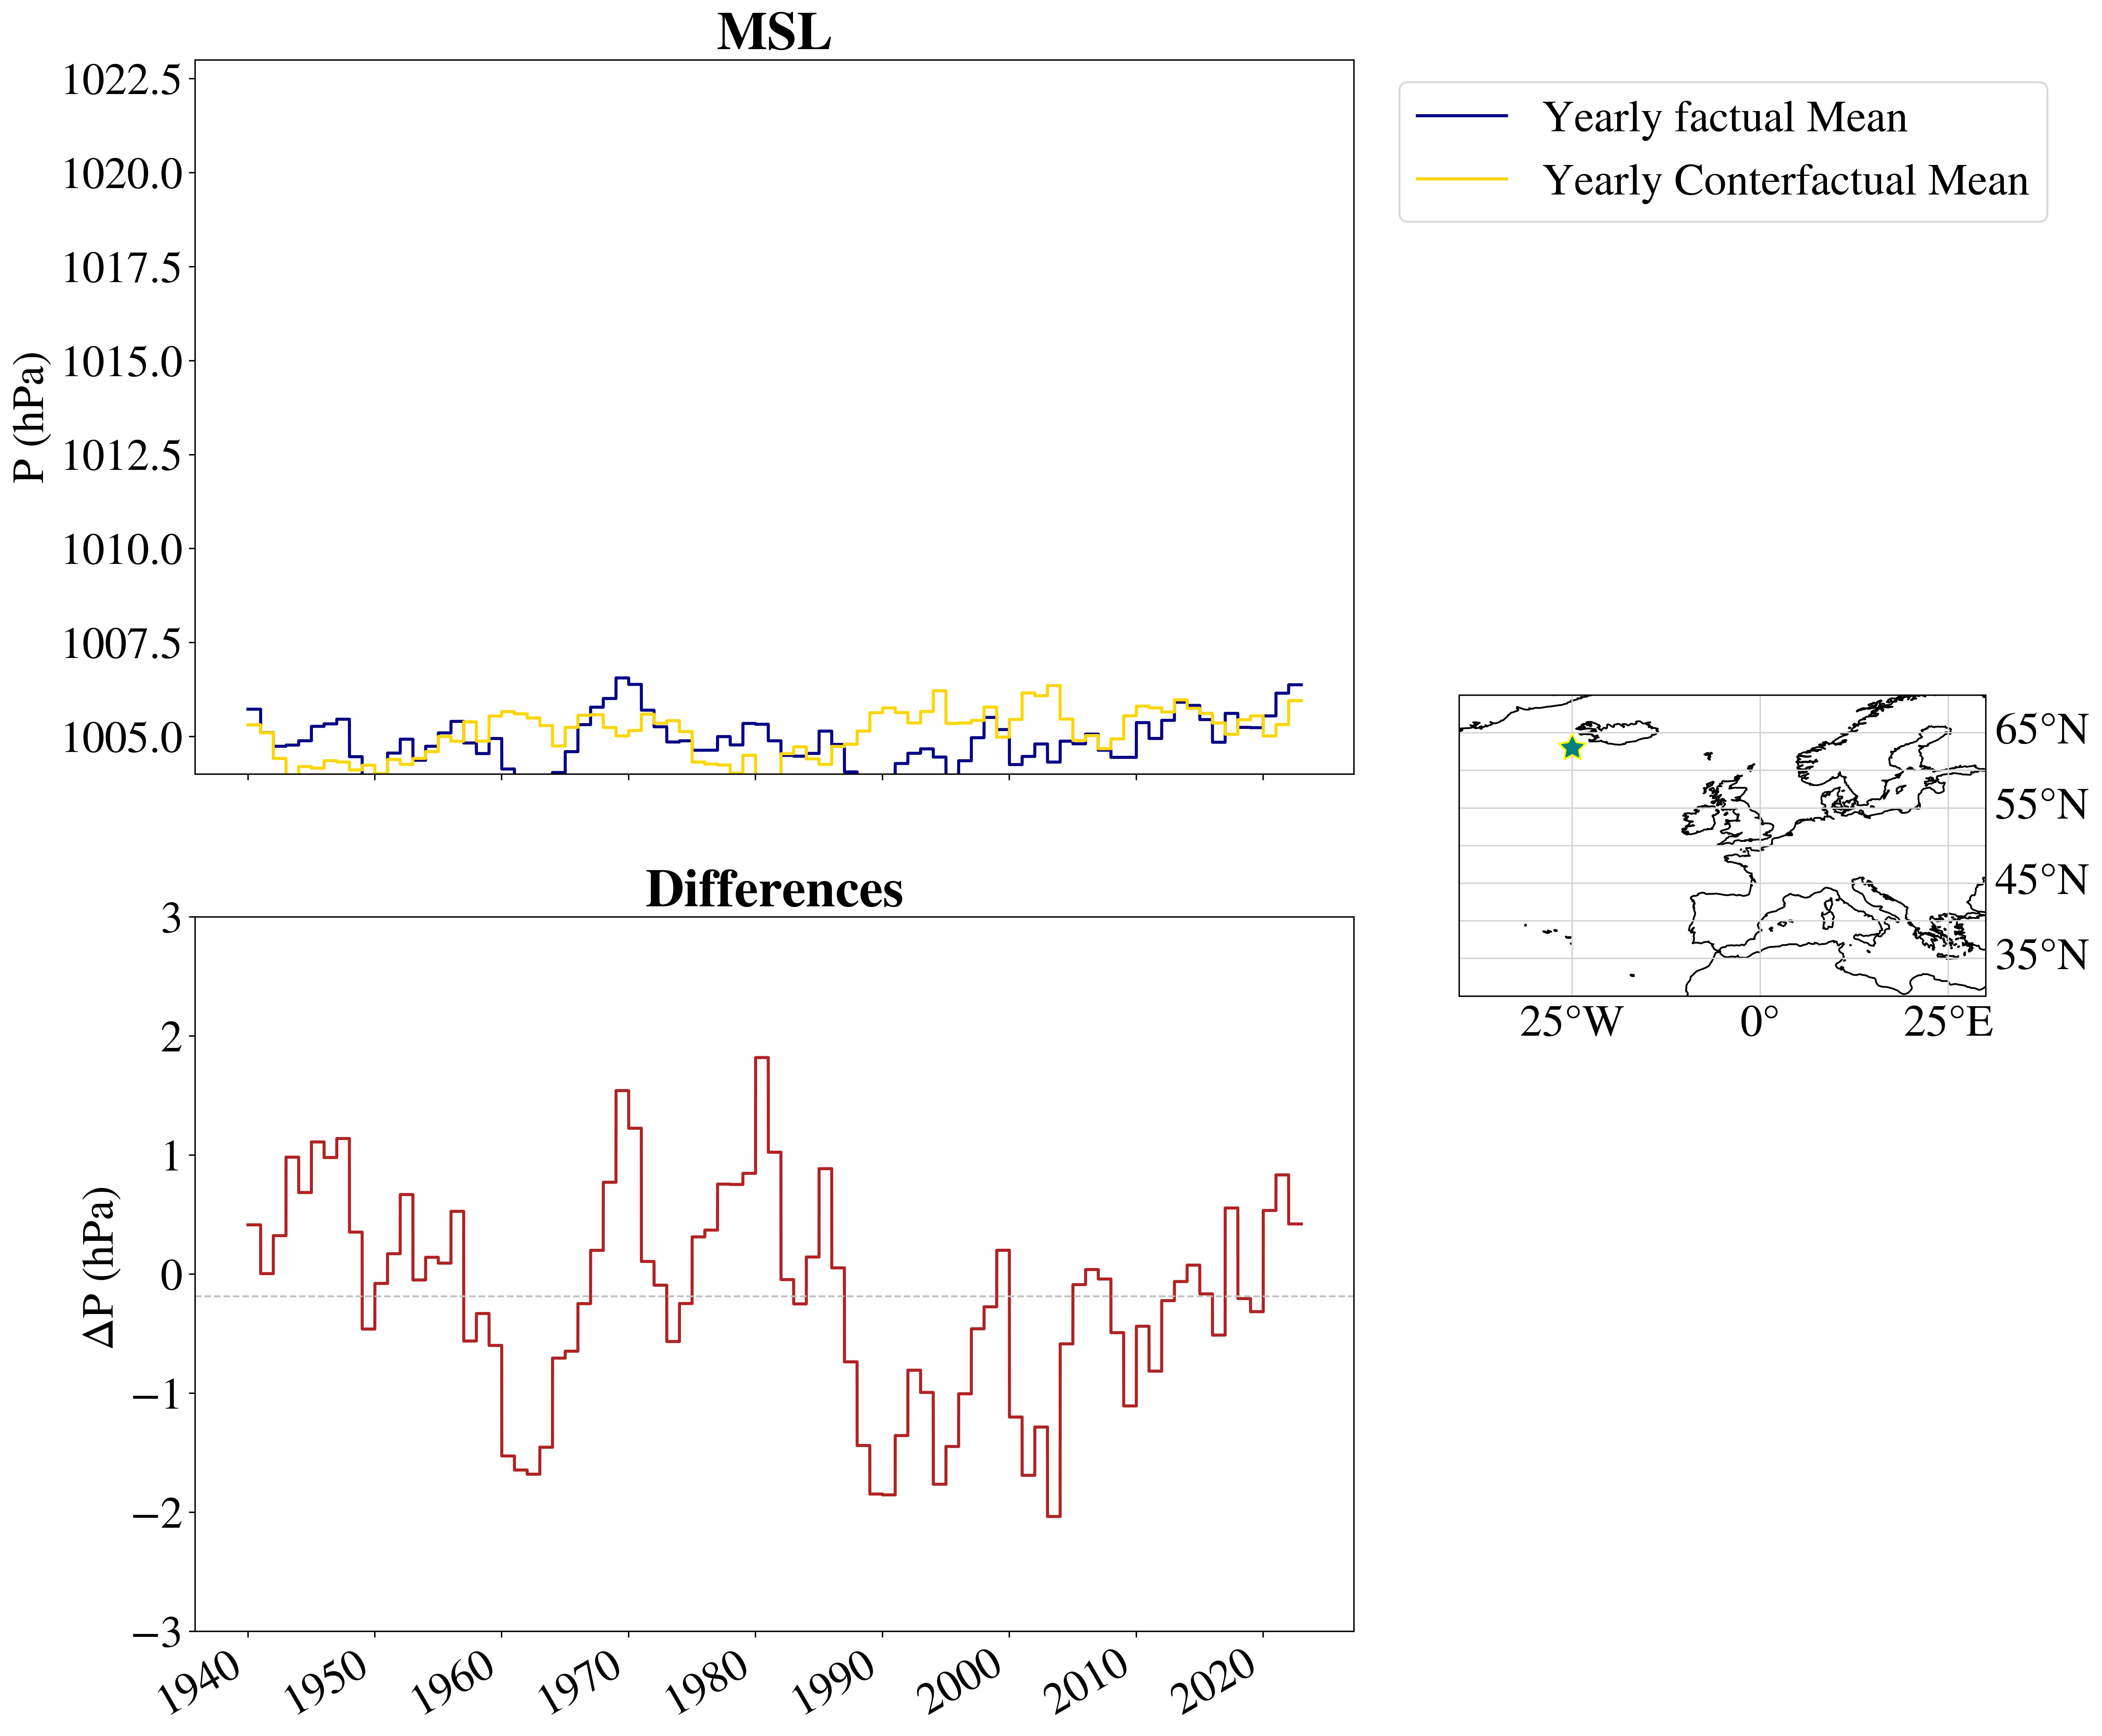 MSL
1022.5
1020.0
1017.5
1015.0
1012.5
1010.0
1007.5
1005.0
P (hPa)
Yearly factual Mean
Yearly Conterfactual Mean
65°N
55°N
45°N
35°N
25°W 0° 25°E
Differences
3
2
1
0
−1
−2
−3
ΔP (hPa)
1940 1950 1960 1970 1980 1990 2000 2010 2020